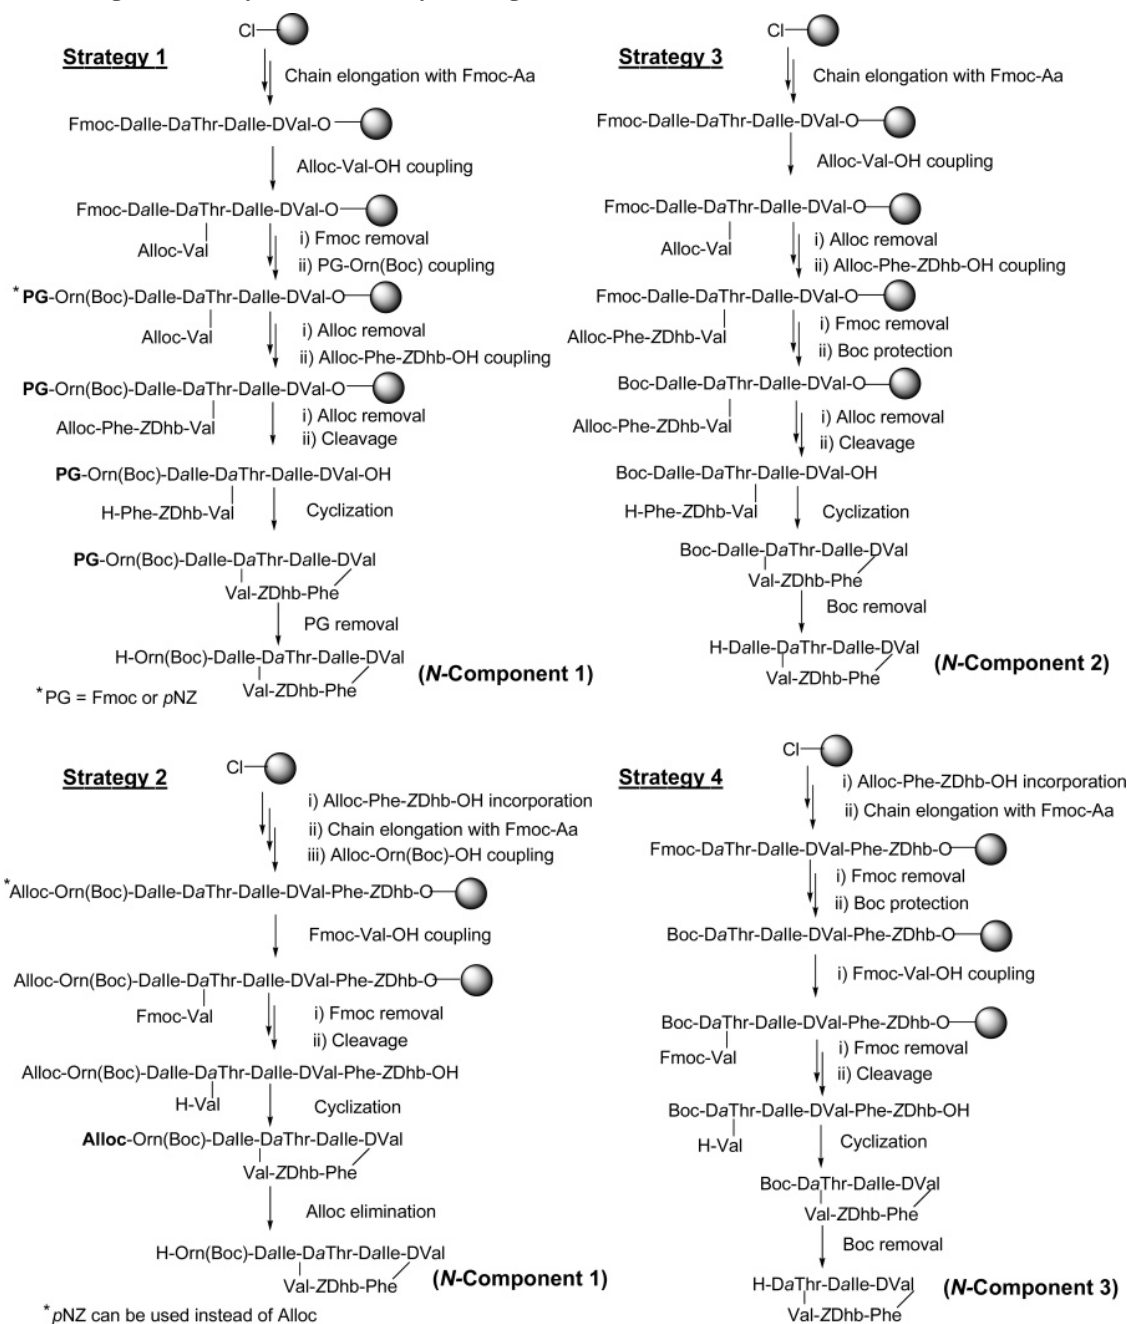 Strategy 1
Cl
Chain elongation with Fmoc-Aa
Fmoc-DaIle-DaThr-DaIle-DVal-O
Alloc-Val-OH coupling
Fmoc-DaIle-DaThr-DaIle-DVal-O
Alloc-Val
i) Fmoc removal
ii) PG-Orn(Boc) coupling
*PG-Orn(Boc)-DaIle-DaThr-DaIle-DVal-O
Alloc-Val
i) Alloc removal
ii) Alloc-Phe-ZDhb-OH coupling
PG-Orn(Boc)-DaIle-DaThr-DaIle-DVal-O
Alloc-Phe-ZDhb-Val
i) Alloc removal
ii) Cleavage
PG-Orn(Boc)-DaIle-DaThr-DaIle-DVal-OH
H-Phe-ZDhb-Val
Cyclization
PG-Orn(Boc)-DaIle-DaThr-DaIle-DVal
Val-ZDhb-Phe
PG removal
H-Orn(Boc)-DaIle-DaThr-DaIle-DVal
Val-ZDhb-Phe
(N-Component 1)
*PG = Fmoc or pNZ
Strategy 3
Cl
Chain elongation with Fmoc-Aa
Fmoc-DaIle-DaThr-DaIle-DVal-O
Alloc-Val-OH coupling
Fmoc-DaIle-DaThr-DaIle-DVal-O
Alloc-Val
i) Alloc removal
ii) Alloc-Phe-ZDhb-OH coupling
Fmoc-DaIle-DaThr-DaIle-DVal-O
Alloc-Phe-ZDhb-Val
i) Fmoc removal
ii) Boc protection
Boc-DaIle-DaThr-DaIle-DVal-O
Alloc-Phe-ZDhb-Val
i) Alloc removal
ii) Cleavage
Boc-DaIle-DaThr-DaIle-DVal-OH
H-Phe-ZDhb-Val
Cyclization
Boc-DaIle-DaThr-DaIle-DVal
Val-ZDhb-Phe
Boc removal
H-DaIle-DaThr-DaIle-DVal
Val-ZDhb-Phe
(N-Component 2)
Strategy 2
Cl
i) Alloc-Phe-ZDhb-OH incorporation
ii) Chain elongation with Fmoc-Aa
iii) Alloc-Orn(Boc)-OH coupling
*Alloc-Orn(Boc)-DaIle-DaThr-DaIle-DVal-Phe-ZDhb-O
Fmoc-Val-OH coupling
Alloc-Orn(Boc)-DaIle-DaThr-DaIle-DVal-Phe-ZDhb-O
Fmoc-Val
i) Fmoc removal
ii) Cleavage
Alloc-Orn(Boc)-DaIle-DaThr-DaIle-DVal-Phe-ZDhb-OH
H-Val
Cyclization
Alloc-Orn(Boc)-DaIle-DaThr-DaIle-DVal
Val-ZDhb-Phe
Alloc elimination
H-Orn(Boc)-DaIle-DaThr-DaIle-DVal
Val-ZDhb-Phe
(N-Component 1)
*pNZ can be used instead of Alloc
Strategy 4
Cl
i) Alloc-Phe-ZDhb-OH incorporation
ii) Chain elongation with Fmoc-Aa
Fmoc-DaThr-DaIle-DVal-Phe-ZDhb-O
i) Fmoc removal
ii) Boc protection
Boc-DaThr-DaIle-DVal-Phe-ZDhb-O
i) Fmoc-Val-OH coupling
Boc-DaThr-DaIle-DVal-Phe-ZDhb-O
Fmoc-Val
i) Fmoc removal
ii) Cleavage
Boc-DaThr-DaIle-DVal-Phe-ZDhb-OH
H-Val
Cyclization
Boc-DaThr-DaIle-DVal
Val-ZDhb-Phe
Boc removal
H-DaThr-DaIle-DVal
Val-ZDhb-Phe
(N-Component 3)